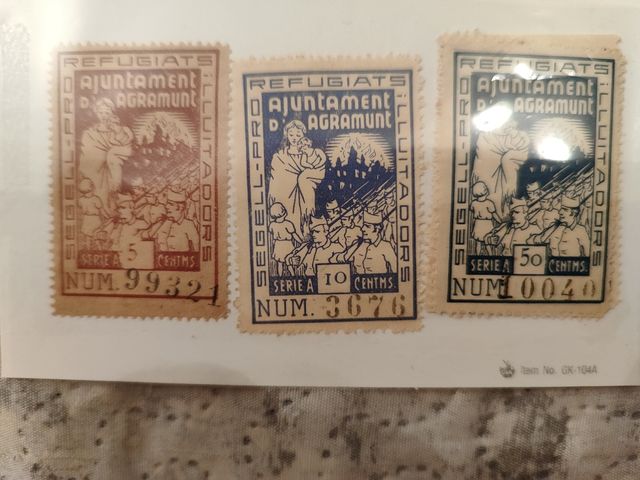 SEGELL-PRO REFUGIATS i LLUITADORS
AJUNTAMENT
D'AGRAMUNT
SERIE A 5 CENTMS.
NUM. 99321
SEGELL-PRO REFUGIATS i LLUITADORS
AJUNTAMENT
D'AGRAMUNT
SERIE A 10 CENTMS.
NUM. 3676
SEGELL-PRO REFUGIATS i LLUITADORS
AJUNTAMENT
D'AGRAMUNT
SERIE A 50 CENTMS.
NUM. 10040
Item No. GK-104A